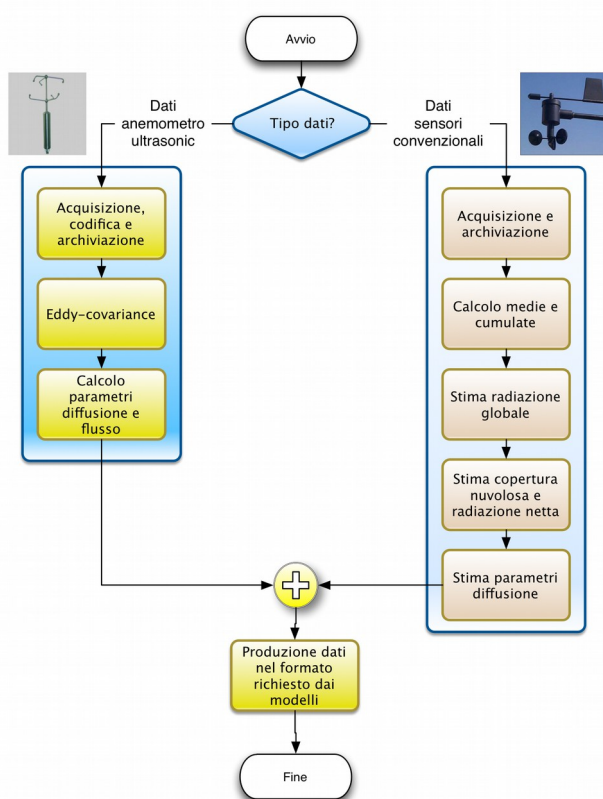 Avvio
Tipo dati?
Dati
anemometro
ultrasonic
Dati
sensori
convenzionali
Acquisizione,
codifica e
archiviazione
Eddy-covariance
Calcolo
parametri
diffusione e
flusso
Acquisizione e
archiviazione
Calcolo medie e
cumulate
Stima radiazione
globale
Stima copertura
nuvolosa e
radiazione netta
Stima parametri
diffusione
Produzione dati
nel formato
richiesto dai
modelli
Fine